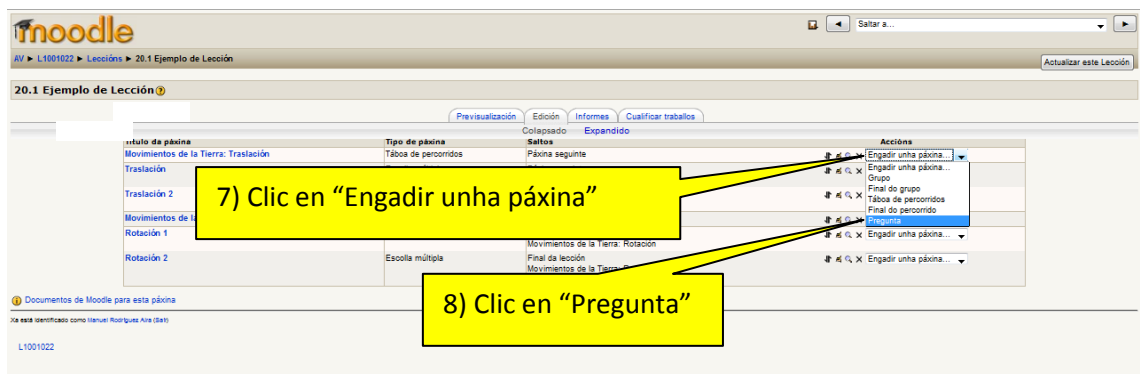 moodle
Saltar a...
AV ► L1001022 ► Leccións ► 20.1 Ejemplo de Lección
Actualizar este Lección
20.1 Ejemplo de Lección
Previsualización Edición Informes Cualificar traballos
Colapsado Expandido
Título da páxina Tipo de páxina Saltos Accións
Movimientos de la Tierra: Traslación Táboa de percorridos Páxina seguinte Engadir unha páxina...
Traslación Engadir unha páxina...
Grupo
Final do grupo
Traslación 2 Táboa de percorridos
Final do percorrido
Movimientos de la Pregunta
7) Clic en “Engadir unha páxina”
Rotación 1 Engadir unha páxina...
Movimientos de la Tierra: Rotación
Rotación 2 Escolla múltipla Final da lección Engadir unha páxina...
Movimientos de la Tierra:
8) Clic en “Pregunta”
Documentos de Moodle para esta páxina
Xa está identificado como Manuel Rodríguez Aira (Saír)
L1001022